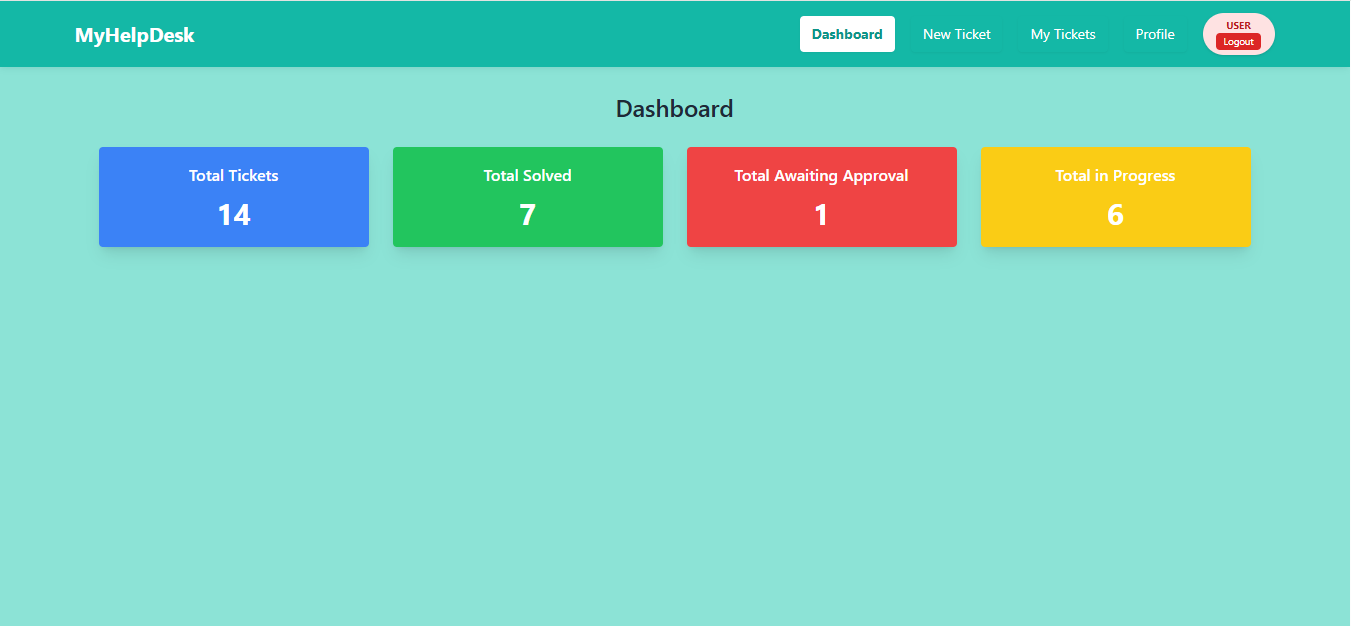 MyHelpDesk
Dashboard
New Ticket
My Tickets
Profile
USER
Logout
Dashboard
Total Tickets
14
Total Solved
7
Total Awaiting Approval
1
Total in Progress
6